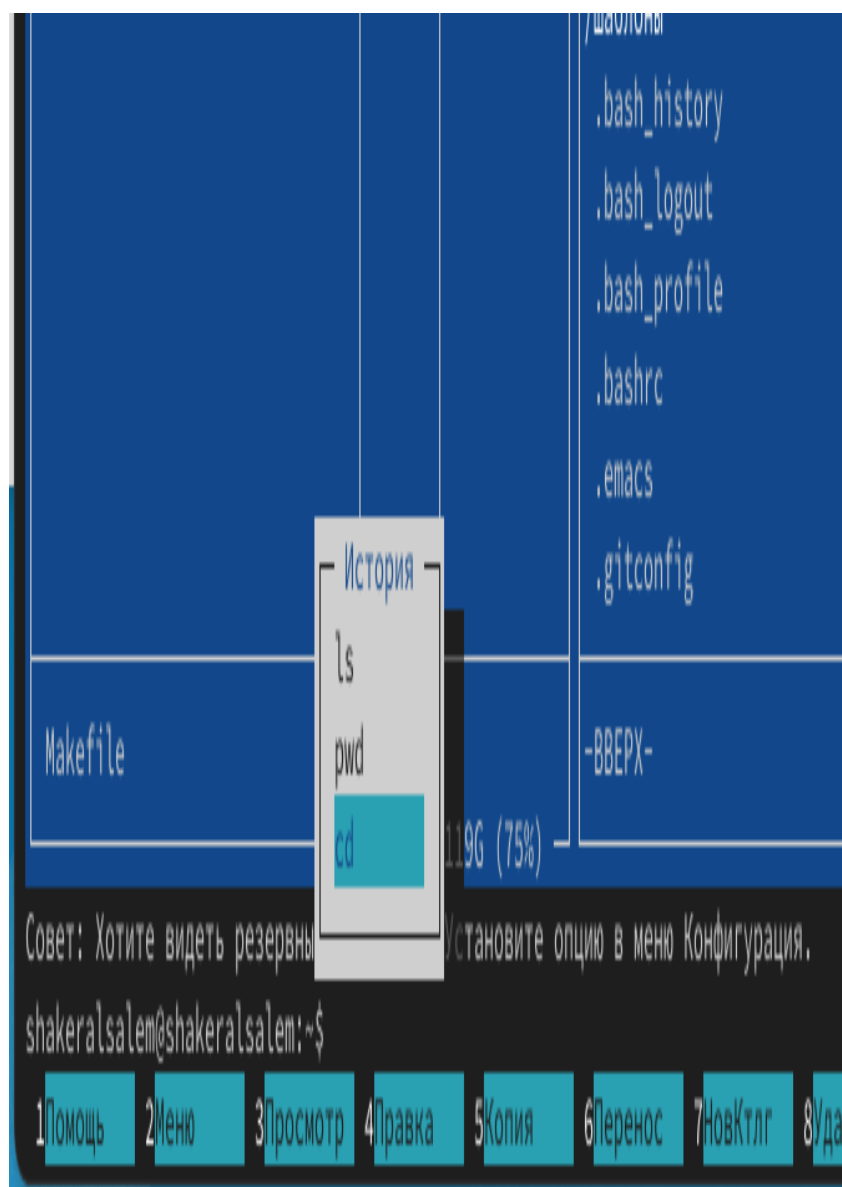 /Шаблоны
.bash_history
.bash_logout
.bash_profile
.bashrc
.emacs
.gitconfig
История
ls
pwd
cd
Makefile
-ВВЕРХ-
119G (75%)
Совет: Хотите видеть резервны Установите опцию в меню Конфигурация.
shakeralsalem@shakeralsalem:~$
1Помощь 2Меню 3Просмотр 4Правка 5Копия 6Перенос 7НовКтлг 8Уда